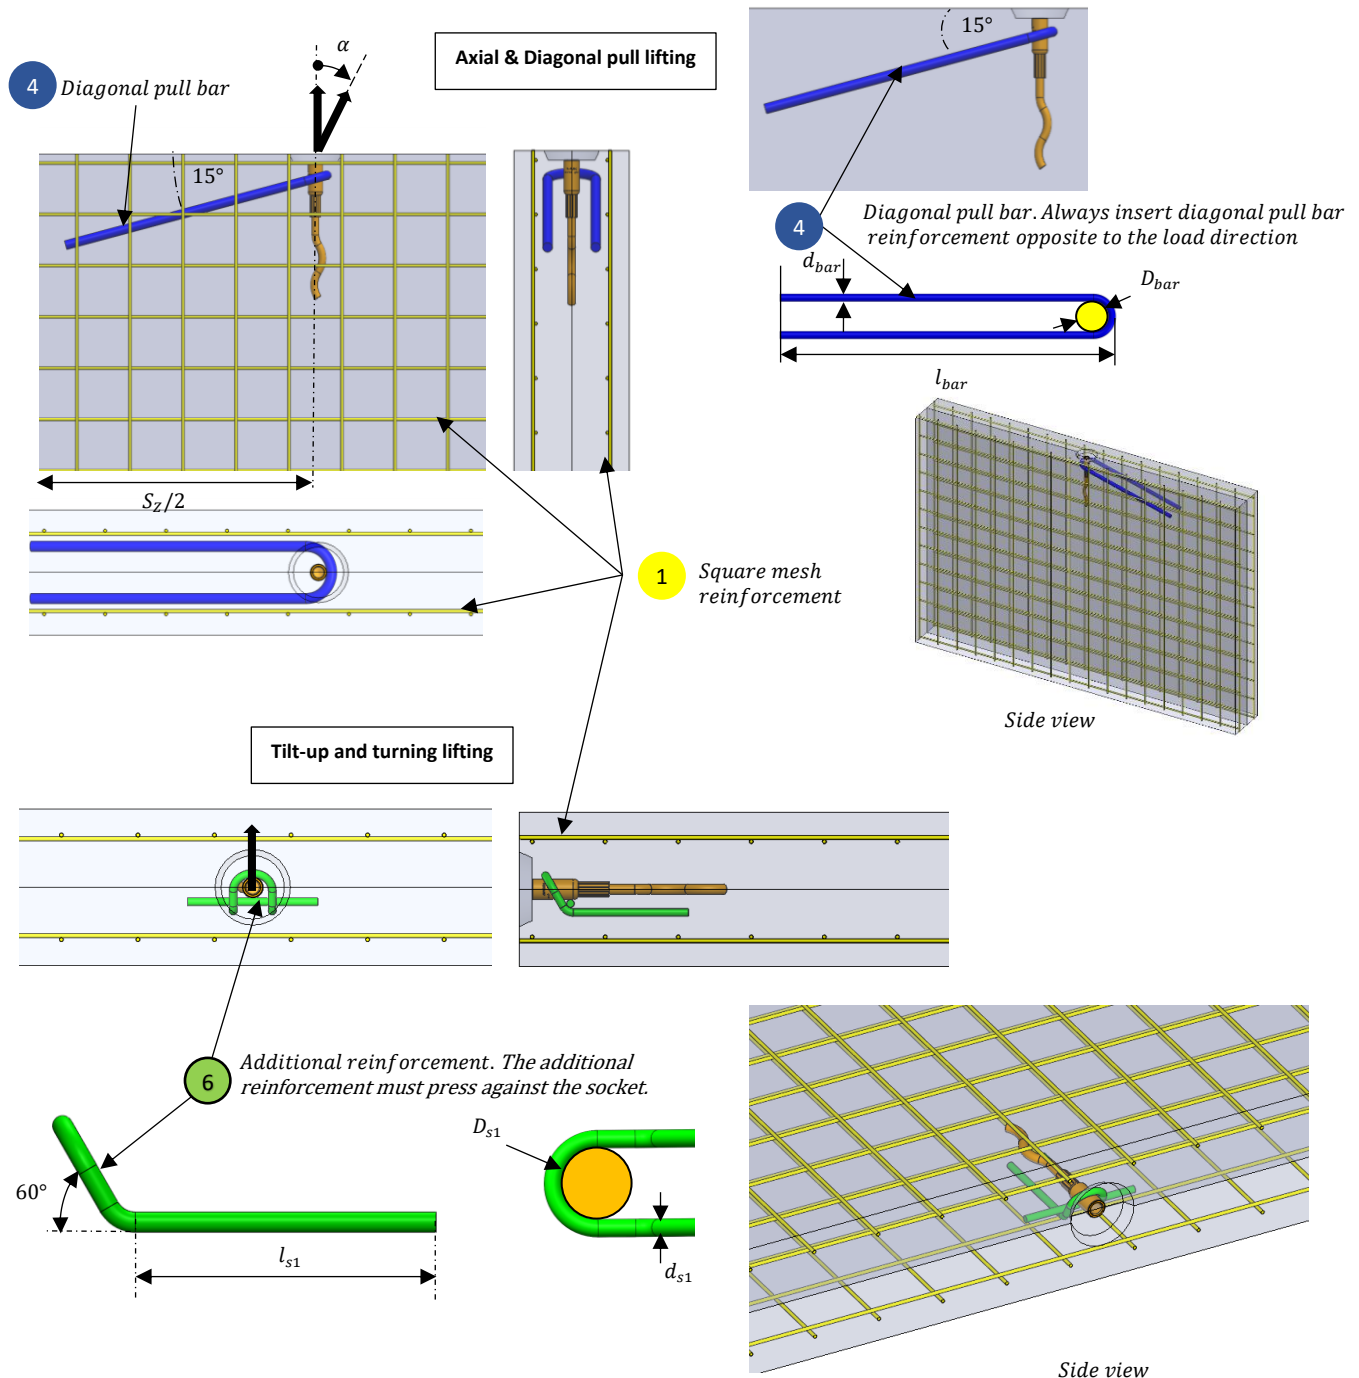 α
Axial & Diagonal pull lifting
15°
4
Diagonal pull bar
15°
4
Diagonal pull bar. Always insert diagonal pull bar
reinforcement opposite to the load direction
d_bar
D_bar
l_bar
S_Z/2
1
Square mesh
reinforcement
Side view
Tilt-up and turning lifting
6
Additional reinforcement. The additional
reinforcement must press against the socket.
D_s1
60°
l_s1
d_s1
Side view